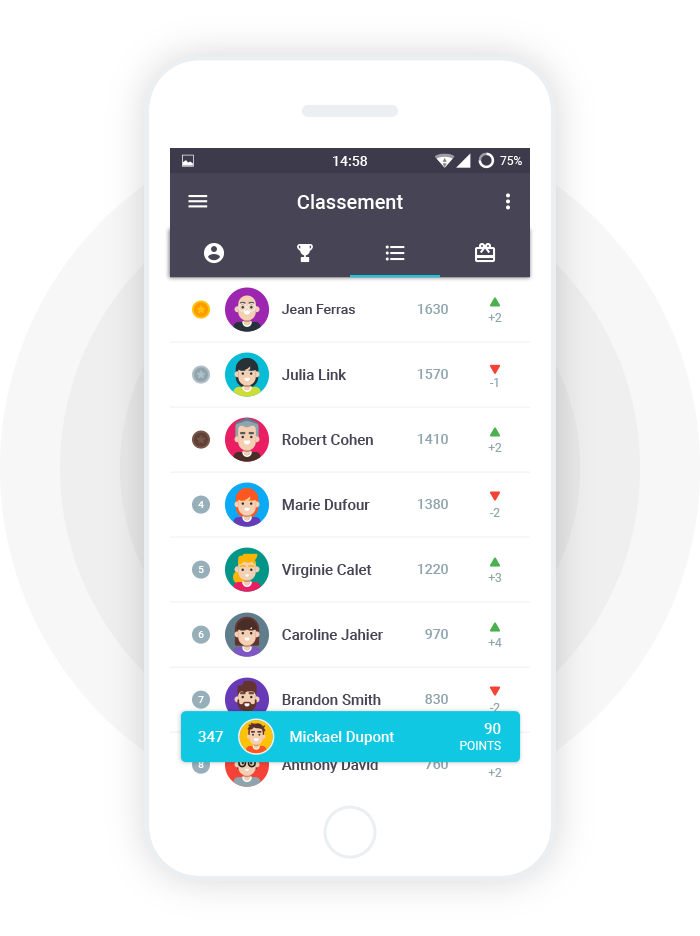 14:58 75%
Classement
Jean Ferras 1630 +2
Julia Link 1570 -1
Robert Cohen 1410 +2
4 Marie Dufour 1380 -2
5 Virginie Calet 1220 +3
6 Caroline Jahier 970 +4
7 Brandon Smith 830 -2
347 Mickael Dupont 90
POINTS
8 Anthony David 760 +2